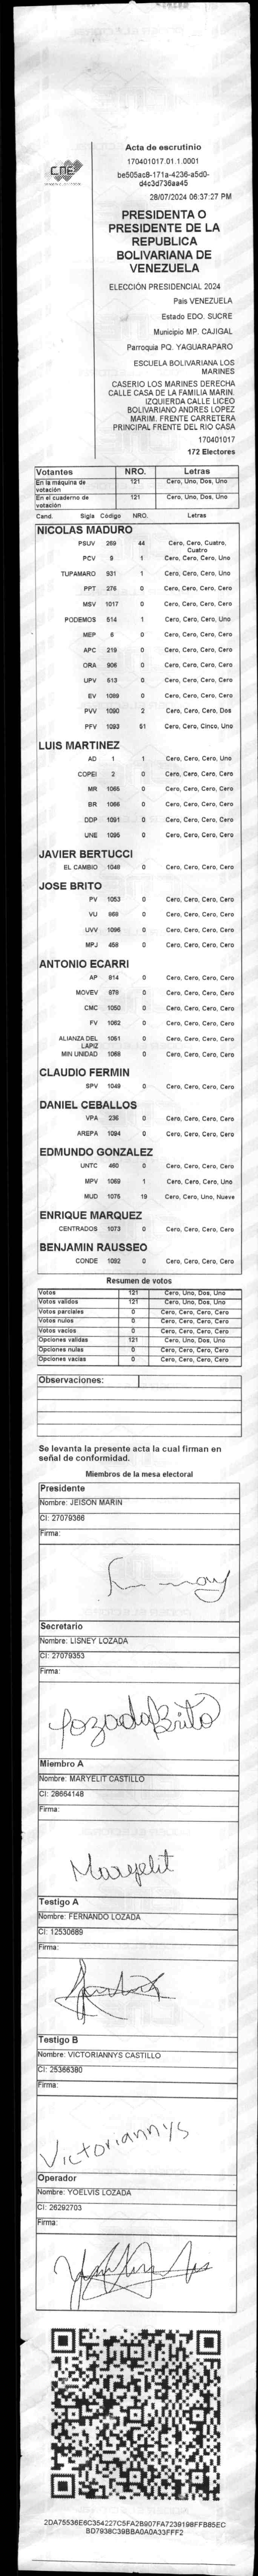 CNE
Acta de escrutinio
170401017.01.1.0001
be505ac8-171a-4236-a5d0-
d4c3d736aa45
28/07/2024 06:37:27 PM
PRESIDENTA O
PRESIDENTE DE LA
REPUBLICA
BOLIVARIANA DE
VENEZUELA
ELECCIÓN PRESIDENCIAL 2024
Pais VENEZUELA
Estado EDO. SUCRE
Municipio MP. CAJIGAL
Parroquia PQ. YAGUARAPARO
ESCUELA BOLIVARIANA LOS
MARINES
CASERIO LOS MARINES DERECHA
CALLE CASA DE LA FAMILIA MARIN.
IZQUIERDA CALLE LICEO
BOLIVARIANO ANDRES LOPEZ
MARIM. FRENTE CARRETERA
PRINCIPAL FRENTE DEL RIO CASA
170401017
172 Electores
Votantes NRO. Letras
En la máquina de votación 121 Cero, Uno, Dos, Uno
En el cuaderno de votación 121 Cero, Uno, Dos, Uno
Cand. Sigla Código NRO. Letras
NICOLAS MADURO
PSUV 269 44 Cero, Cero, Cuatro, Cuatro
PCV 9 1 Cero, Cero, Cero, Uno
TUPAMARO 931 1 Cero, Cero, Cero, Uno
PPT 276 0 Cero, Cero, Cero, Cero
MSV 1017 0 Cero, Cero, Cero, Cero
PODEMOS 514 1 Cero, Cero, Cero, Uno
MEP 6 0 Cero, Cero, Cero, Cero
APC 219 0 Cero, Cero, Cero, Cero
ORA 906 0 Cero, Cero, Cero, Cero
UPV 513 0 Cero, Cero, Cero, Cero
EV 1089 0 Cero, Cero, Cero, Cero
PVV 1090 2 Cero, Cero, Cero, Dos
PFV 1093 51 Cero, Cero, Cinco, Uno
LUIS MARTINEZ
AD 1 1 Cero, Cero, Cero, Uno
COPEI 2 0 Cero, Cero, Cero, Cero
MR 1065 0 Cero, Cero, Cero, Cero
BR 1066 0 Cero, Cero, Cero, Cero
DDP 1091 0 Cero, Cero, Cero, Cero
UNE 1095 0 Cero, Cero, Cero, Cero
JAVIER BERTUCCI
EL CAMBIO 1048 0 Cero, Cero, Cero, Cero
JOSE BRITO
PV 1053 0 Cero, Cero, Cero, Cero
VU 969 0 Cero, Cero, Cero, Cero
UVV 1096 0 Cero, Cero, Cero, Cero
MPJ 458 0 Cero, Cero, Cero, Cero
ANTONIO ECARRI
AP 814 0 Cero, Cero, Cero, Cero
MOVEV 979 0 Cero, Cero, Cero, Cero
CMC 1050 0 Cero, Cero, Cero, Cero
FV 1062 0 Cero, Cero, Cero, Cero
ALIANZA DEL LAPIZ 1051 0 Cero, Cero, Cero, Cero
MIN UNIDAD 1068 0 Cero, Cero, Cero, Cero
CLAUDIO FERMIN
SPV 1049 0 Cero, Cero, Cero, Cero
DANIEL CEBALLOS
VPA 236 0 Cero, Cero, Cero, Cero
AREPA 1094 0 Cero, Cero, Cero, Cero
EDMUNDO GONZALEZ
UNTC 460 0 Cero, Cero, Cero, Cero
MPV 1069 1 Cero, Cero, Cero, Uno
MUD 1075 19 Cero, Cero, Uno, Nueve
ENRIQUE MARQUEZ
CENTRADOS 1073 0 Cero, Cero, Cero, Cero
BENJAMIN RAUSSEO
CONDE 1092 0 Cero, Cero, Cero, Cero
Resumen de votos
Votos 121 Cero, Uno, Dos, Uno
Votos validos 121 Cero, Uno, Dos, Uno
Votos parciales 0 Cero, Cero, Cero, Cero
Votos nulos 0 Cero, Cero, Cero, Cero
Votos vacios 0 Cero, Cero, Cero, Cero
Opciones validas 121 Cero, Uno, Dos, Uno
Opciones nulas 0 Cero, Cero, Cero, Cero
Opciones vacias 0 Cero, Cero, Cero, Cero
Observaciones:
Se levanta la presente acta la cual firman en
señal de conformidad.
Miembros de la mesa electoral
Presidente
Nombre: JEISON MARIN
CI: 27079366
Firma:
Secretario
Nombre: LISNEY LOZADA
CI: 27079353
Firma:
lozadaBrito
Miembro A
Nombre: MARYELIT CASTILLO
CI: 28664148
Firma:
Maryelit
Testigo A
Nombre: FERNANDO LOZADA
CI: 12530689
Firma:
Testigo B
Nombre: VICTORIANNYS CASTILLO
CI: 25366380
Firma:
Victoriannys
Operador
Nombre: YOELVIS LOZADA
CI: 26292703
Firma:
2DA75538E6C354227C5FA2B907FA7239198FFB85EC
BD7938C39BBA0A0A33FFF2